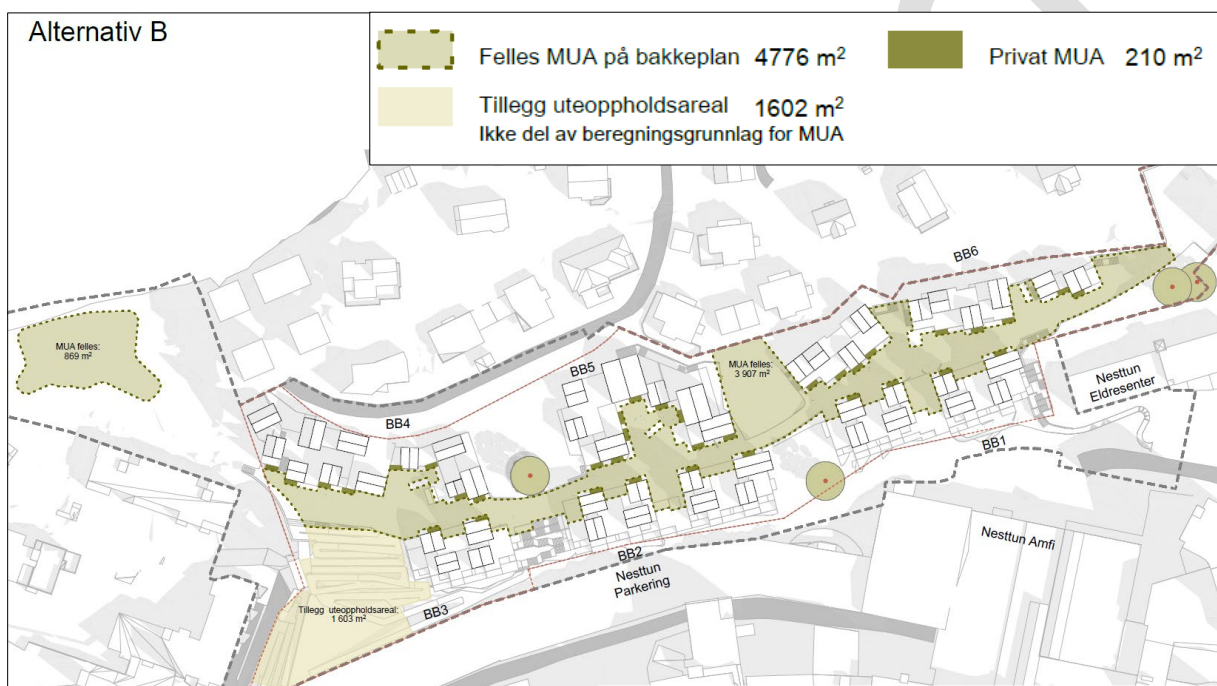 Alternativ B
Felles MUA på bakkeplan 4776 m²
Privat MUA 210 m²
Tillegg uteoppholdsareal 1602 m²
Ikke del av beregningsgrunnlag for MUA
BB6
MUA felles:
869 m²
BB5
MUA felles:
3 907 m²
Nesttun
Eldresenter
BB4
BB1
Nesttun Amfi
BB2
Nesttun
Parkering
Tillegg uteoppholdsareal:
1 603 m²
BB3